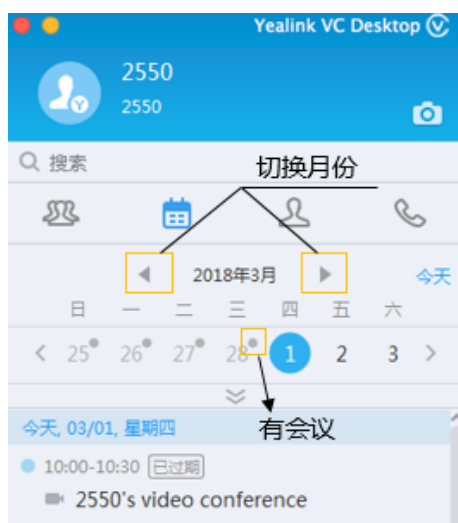 Yealink VC Desktop
2550
2550
搜索
切换月份
2018年3月
今天
日 一 二 三 四 五 六
25 26 27 28 1 2 3
今天, 03/01, 星期四
有会议
10:00-10:30 已过期
2550's video conference